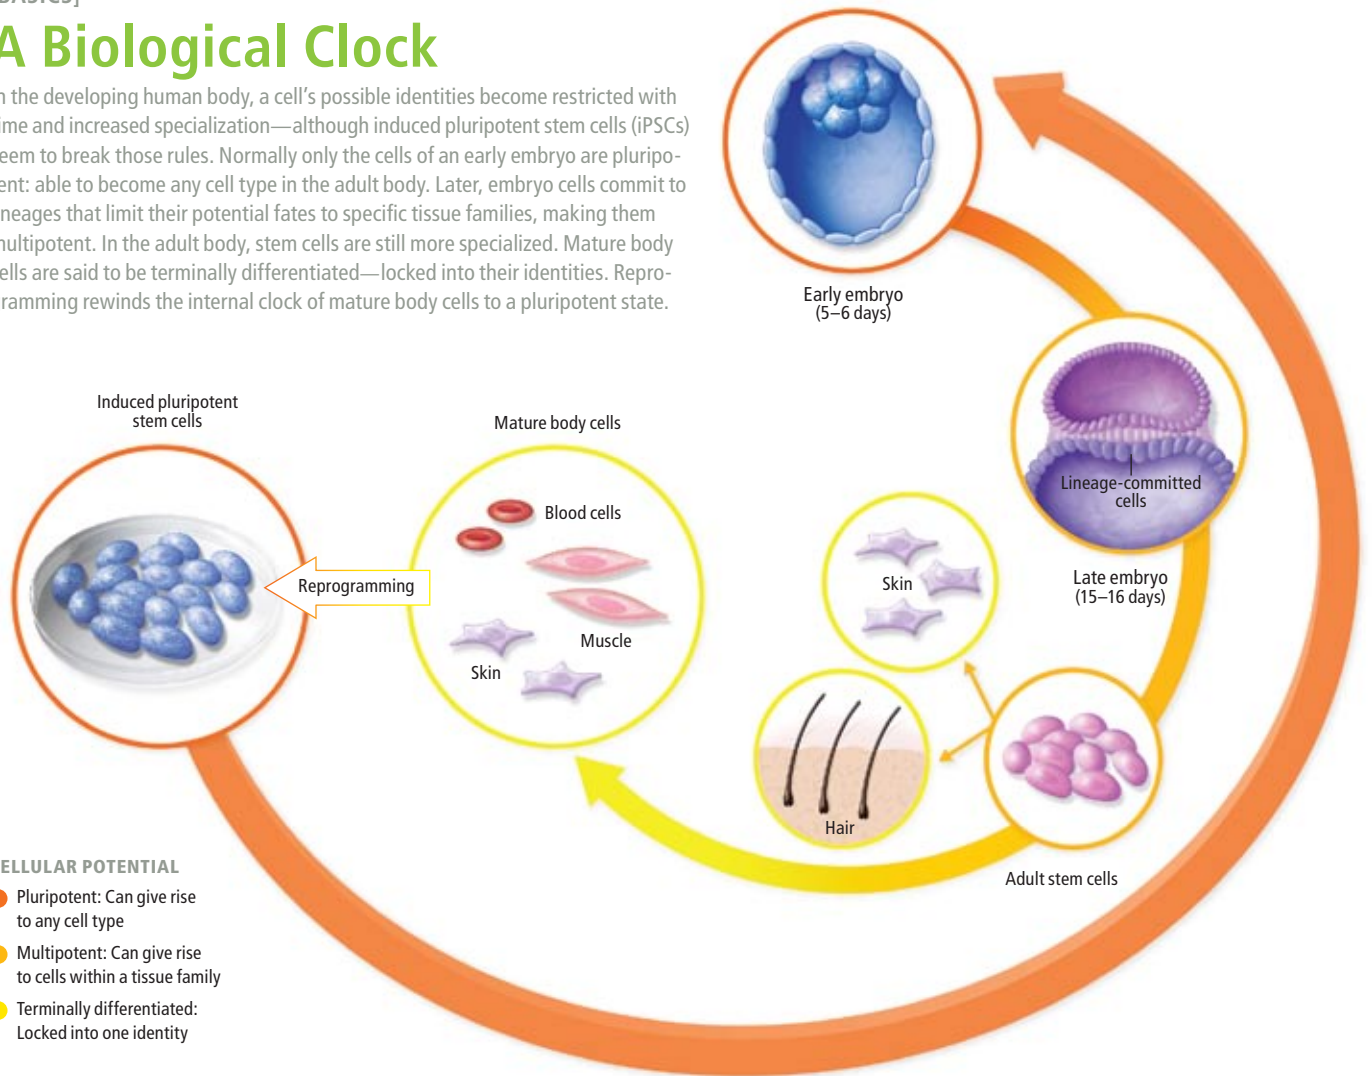 BASICS]
A Biological Clock
n the developing human body, a cell's possible identities become restricted with
ime and increased specialization—although induced pluripotent stem cells (iPSCs)
eem to break those rules. Normally only the cells of an early embryo are pluripo-
ent: able to become any cell type in the adult body. Later, embryo cells commit to
ineages that limit their potential fates to specific tissue families, making them
multipotent. In the adult body, stem cells are still more specialized. Mature body
ells are said to be terminally differentiated—locked into their identities. Repro-
gramming rewinds the internal clock of mature body cells to a pluripotent state.
Early embryo
(5–6 days)
Lineage-committed
cells
Late embryo
(15–16 days)
Induced pluripotent
stem cells
Mature body cells
Blood cells
Reprogramming
Muscle
Skin
Skin
Hair
Adult stem cells
ELLULAR POTENTIAL
Pluripotent: Can give rise
to any cell type
Multipotent: Can give rise
to cells within a tissue family
Terminally differentiated:
Locked into one identity